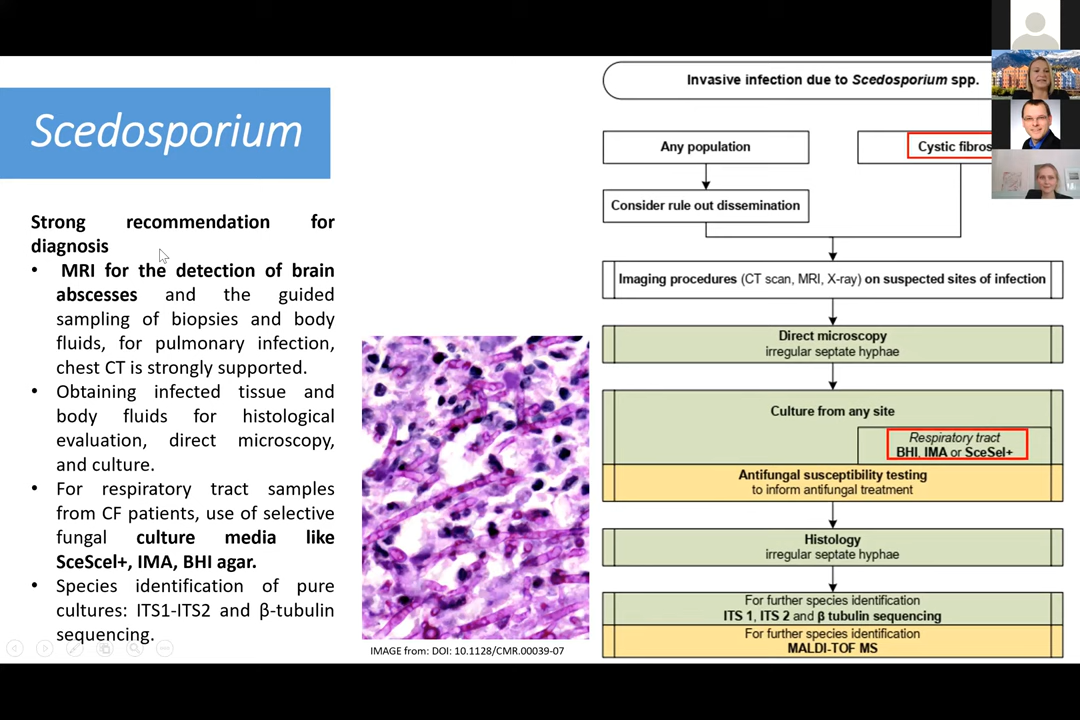 Scedosporium
Strong recommendation for
diagnosis
• MRI for the detection of brain
abscesses and the guided
sampling of biopsies and body
fluids, for pulmonary infection,
chest CT is strongly supported.
• Obtaining infected tissue and
body fluids for histological
evaluation, direct microscopy,
and culture.
• For respiratory tract samples
from CF patients, use of selective
fungal culture media like
SceScel+, IMA, BHI agar.
• Species identification of pure
cultures: ITS1-ITS2 and β-tubulin
sequencing.
IMAGE from: DOI: 10.1128/CMR.00039-07
Invasive infection due to Scedosporium spp.
Any population
Cystic fibros
Consider rule out dissemination
Imaging procedures (CT scan, MRI, X-ray) on suspected sites of infection
Direct microscopy
irregular septate hyphae
Culture from any site
Respiratory tract
BHI, IMA or SceSel+
Antifungal susceptibility testing
to inform antifungal treatment
Histology
irregular septate hyphae
For further species identification
ITS 1, ITS 2 and β tubulin sequencing
For further species identification
MALDI-TOF MS